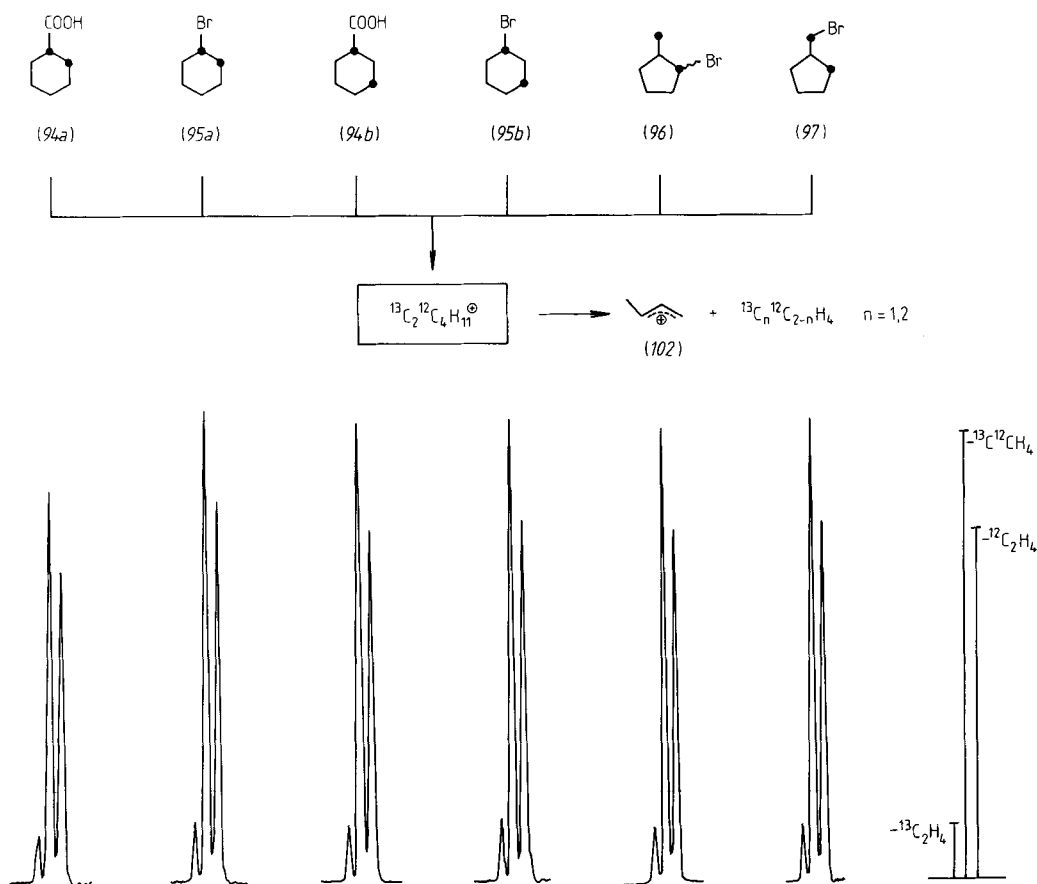 COOH Br COOH Br Br
Br
(94a) (95a) (94b) (95b) (96) (97)
¹³C₂¹²C₄H₁₁⊕ ⊕ + ¹³Cₙ¹²C₂₋ₙH₄ n = 1,2
(102)
-¹³C¹²CH₄
-¹²C₂H₄
-¹³C₂H₄